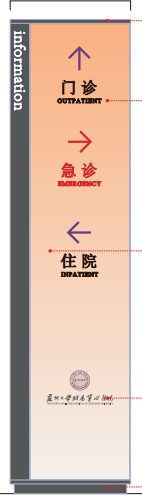 information
门诊
OUTPATIENT
急诊
EMERGENCY
住院
INPATIENT